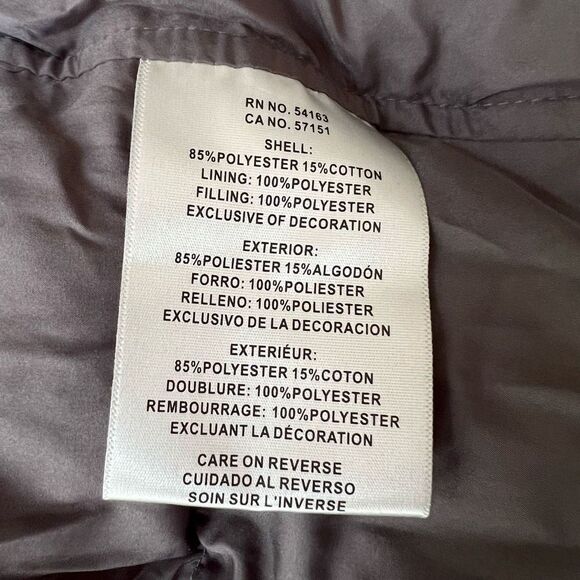 RN NO. 54163
CA NO. 57151
SHELL:
85%POLYESTER 15%COTTON
LINING: 100%POLYESTER
FILLING: 100%POLYESTER
EXCLUSIVE OF DECORATION
EXTERIOR:
85%POLIESTER 15%ALGODÓN
FORRO: 100%POLYESTER
RELLENO: 100%POLYESTER
EXCLUSIVO DE LA DECORACION
EXTERIÉUR:
85%POLYESTER 15%COTON
DOUBLURE: 100%POLYESTER
REMBOURRAGE: 100%POLYESTER
EXCLUANT LA DÉCORATION
CARE ON REVERSE
CUIDADO AL REVERSO
SOIN SUR L'INVERSE